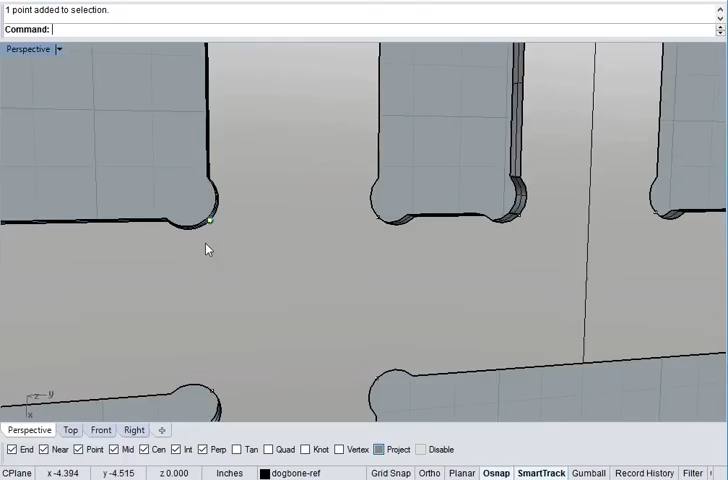 1 point added to selection.
Command:
Perspective
z y
x
Perspective Top Front Right
End Near Point Mid Cen Int Perp Tan Quad Knot Vertex Project Disable
CPlane x -4.394 y -4.515 z 0.000 Inches dogbone-ref Grid Snap Ortho Planar Osnap SmartTrack Gumball Record History Filter